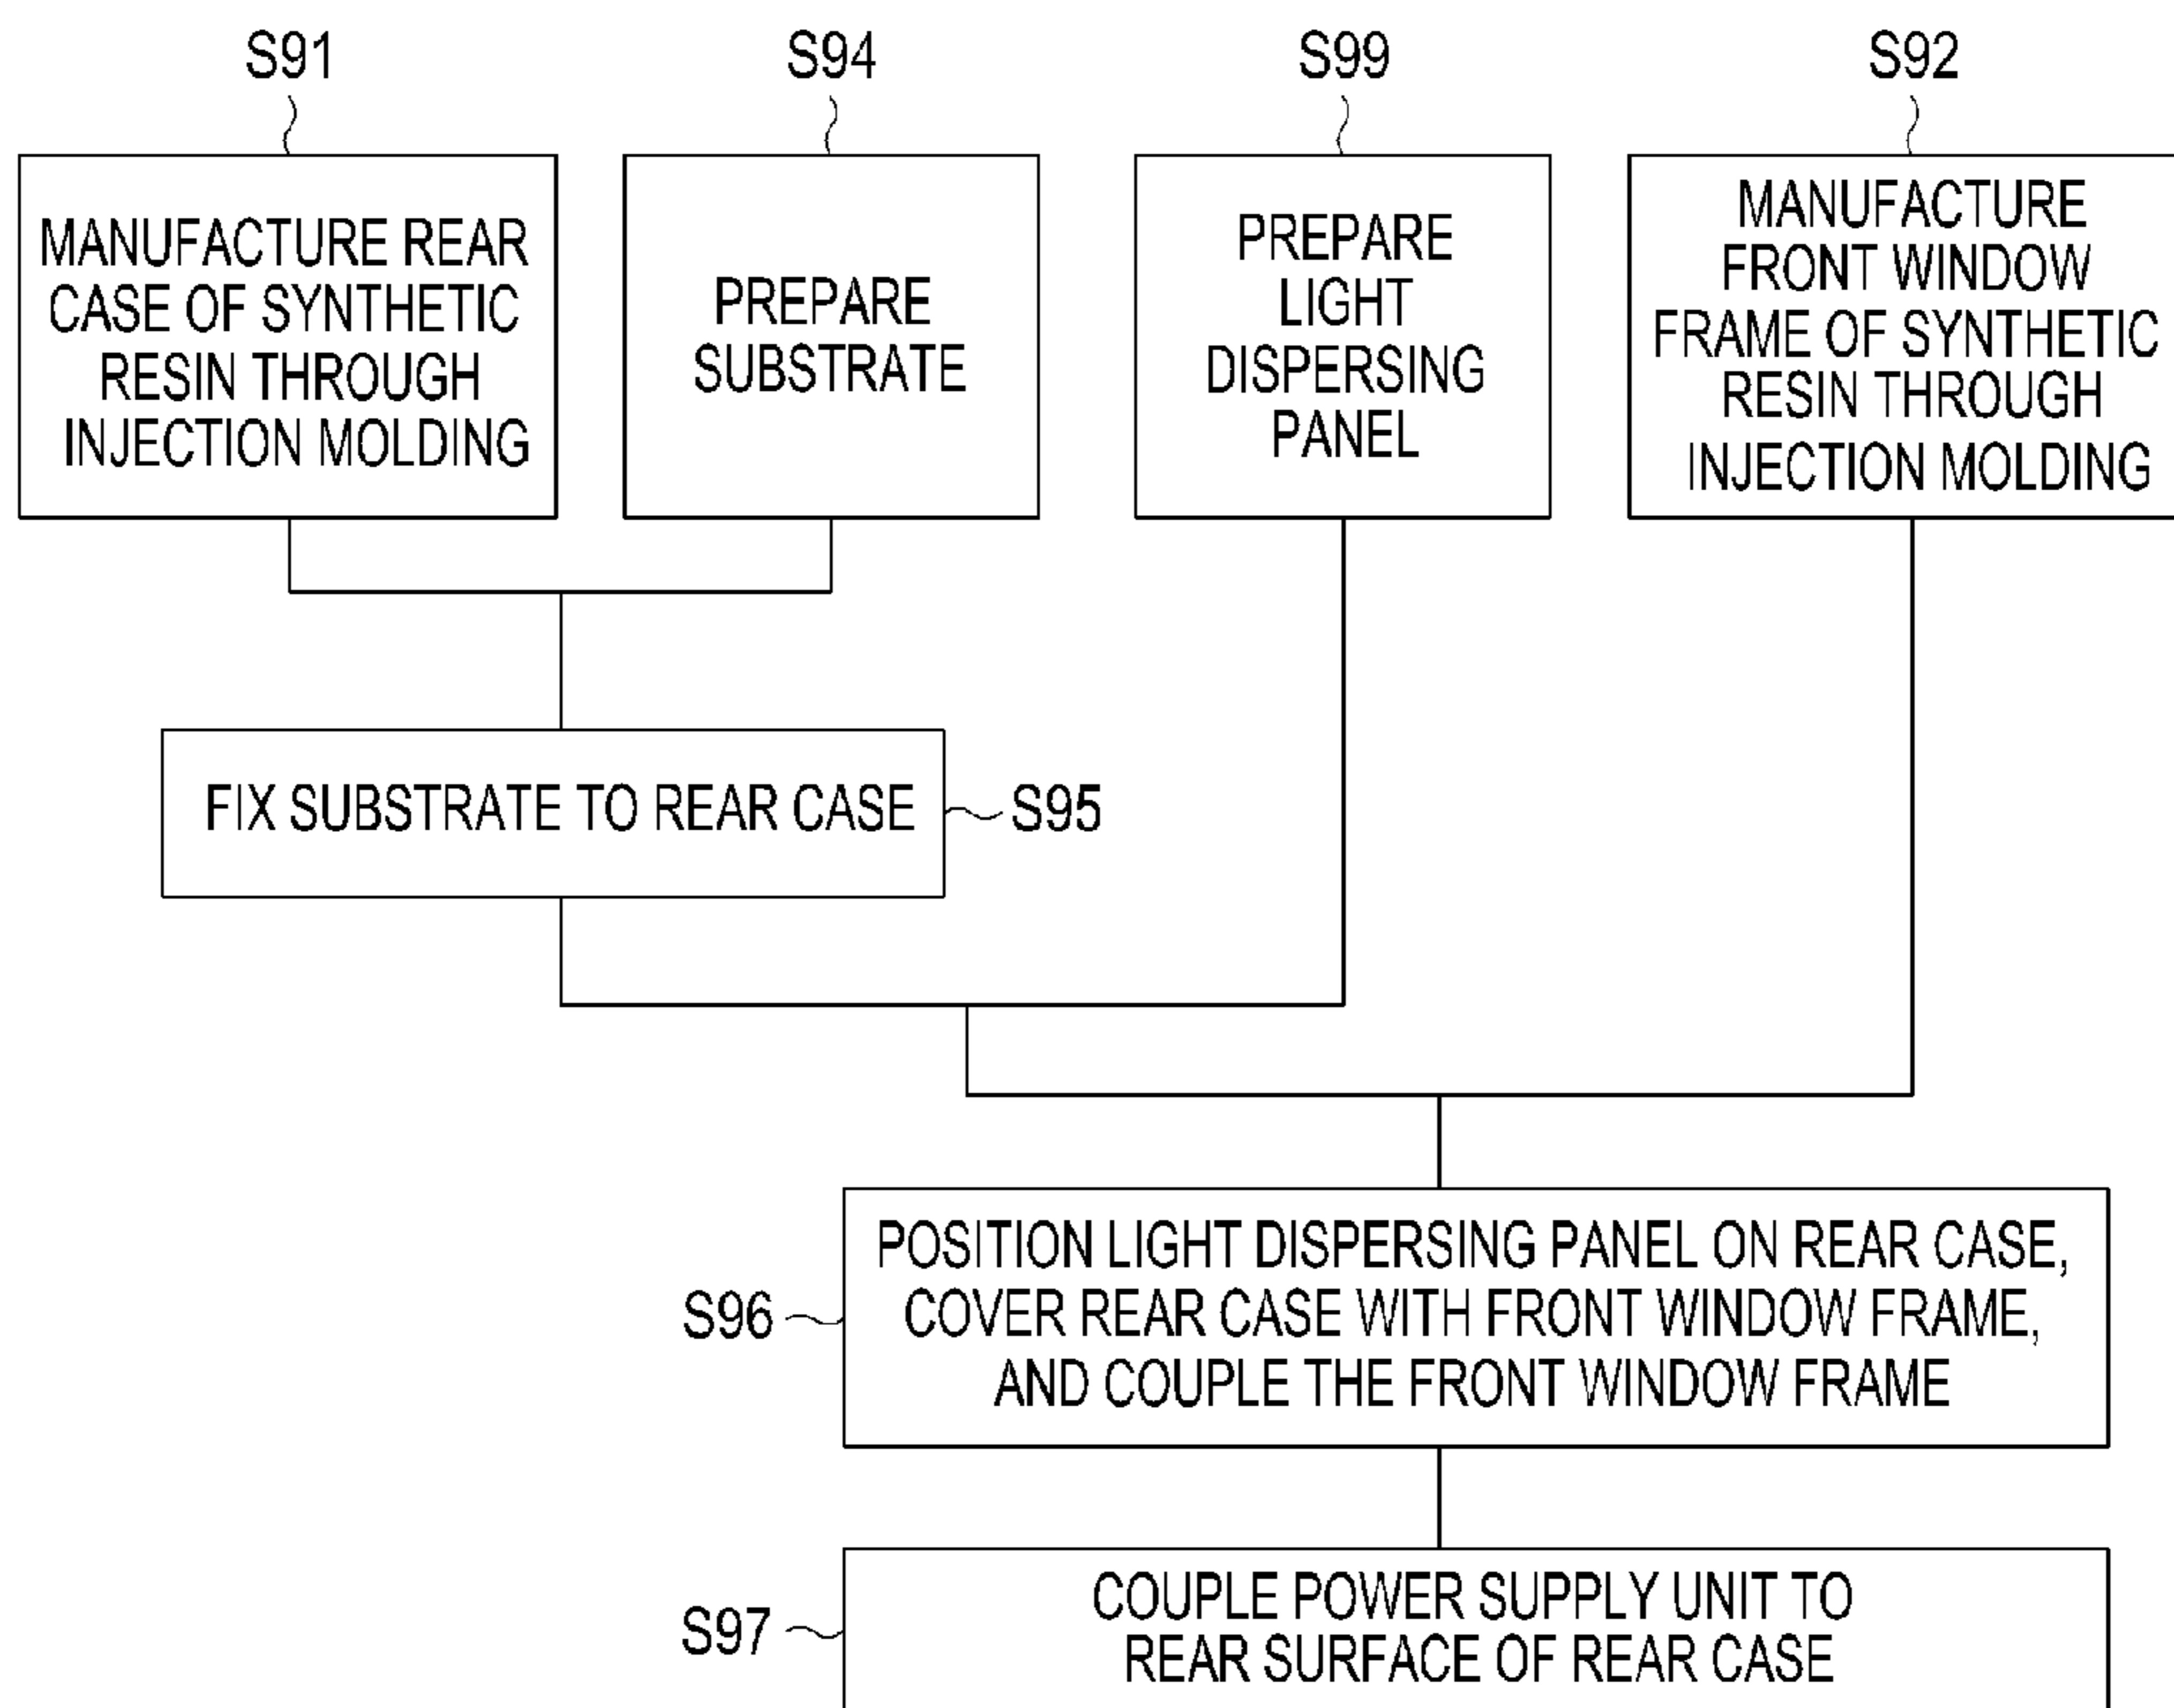 S91
S94
S99
S92
MANUFACTURE REAR
CASE OF SYNTHETIC
RESIN THROUGH
INJECTION MOLDING
PREPARE
SUBSTRATE
PREPARE
LIGHT
DISPERSING
PANEL
MANUFACTURE
FRONT WINDOW
FRAME OF SYNTHETIC
RESIN THROUGH
INJECTION MOLDING
FIX SUBSTRATE TO REAR CASE
S95
S96
POSITION LIGHT DISPERSING PANEL ON REAR CASE,
COVER REAR CASE WITH FRONT WINDOW FRAME,
AND COUPLE THE FRONT WINDOW FRAME
S97
COUPLE POWER SUPPLY UNIT TO
REAR SURFACE OF REAR CASE